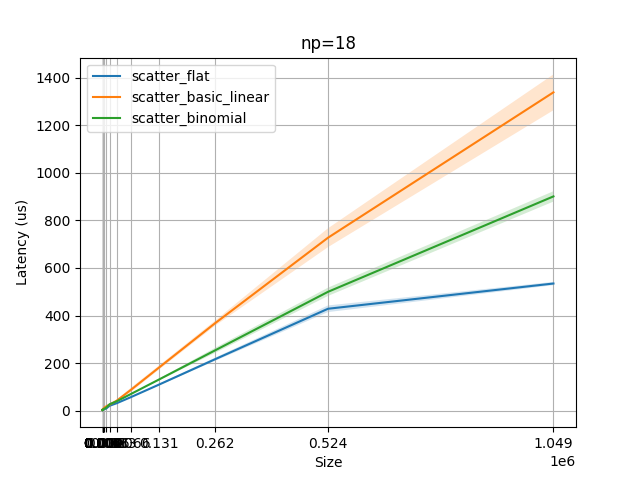 np=18
scatter_flat
scatter_basic_linear
scatter_binomial
1400
1200
1000
800
600
400
200
0
Latency (us)
0.131
0.262
0.524
1.049
Size
1e6